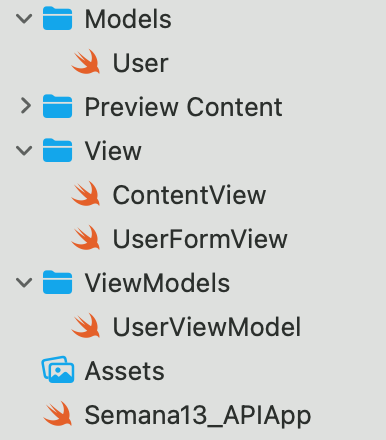 Models
User
Preview Content
View
ContentView
UserFormView
ViewModels
UserViewModel
Assets
Semana13_APIApp